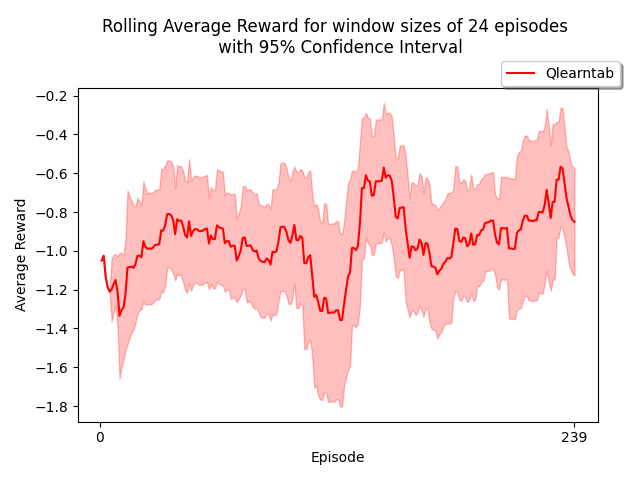 Rolling Average Reward for window sizes of 24 episodes
with 95% Confidence Interval
Qlearntab
−0.2
−0.4
−0.6
−0.8
−1.0
−1.2
−1.4
−1.6
−1.8
Average Reward
0
239
Episode